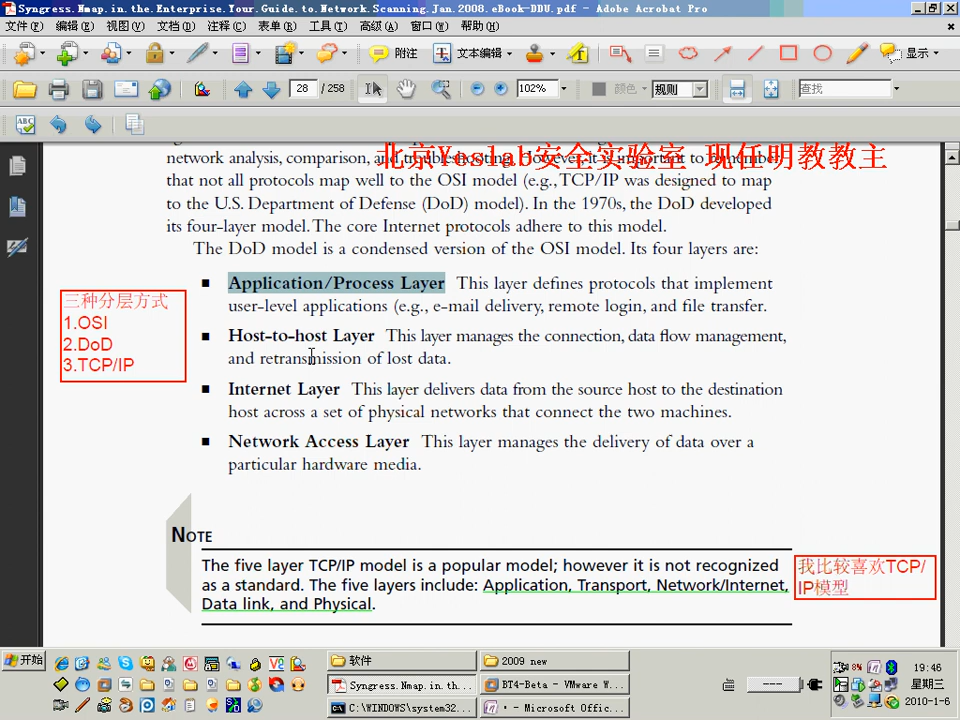 Syngress.Nmap.in.the.Enterprise.Your.Guide.to.Network.Scanning.Jan.2008.eBook-DDU.pdf - Adobe Acrobat Pro
文件(F) 编辑(E) 视图(V) 文档(D) 注释(C) 表单(R) 工具(T) 高级(A) 窗口(W) 帮助(H)
附注 文本编辑 显示
28 / 258 102% 颜色 规则 查找
北京Yeslab安全实验室 现任明教教主
network analysis, comparison, and troubleshooting. However, it is important to remember
that not all protocols map well to the OSI model (e.g., TCP/IP was designed to map
to the U.S. Department of Defense (DoD) model). In the 1970s, the DoD developed
its four-layer model. The core Internet protocols adhere to this model.
The DoD model is a condensed version of the OSI model. Its four layers are:
■ Application/Process Layer This layer defines protocols that implement
user-level applications (e.g., e-mail delivery, remote login, and file transfer.
三种分层方式
1.OSI
2.DoD
3.TCP/IP
■ Host-to-host Layer This layer manages the connection, data flow management,
and retransmission of lost data.
■ Internet Layer This layer delivers data from the source host to the destination
host across a set of physical networks that connect the two machines.
■ Network Access Layer This layer manages the delivery of data over a
particular hardware media.
NOTE
The five layer TCP/IP model is a popular model; however it is not recognized
as a standard. The five layers include: Application, Transport, Network/Internet,
Data link, and Physical.
我比较喜欢TCP/
IP模型
开始
软件
2009 new
Syngress.Nmap.in.th...
BT4-Beta - VMware W...
C:\WINDOWS\system32...
• - Microsoft Offic...
8%
19:46
星期三
2010-1-6